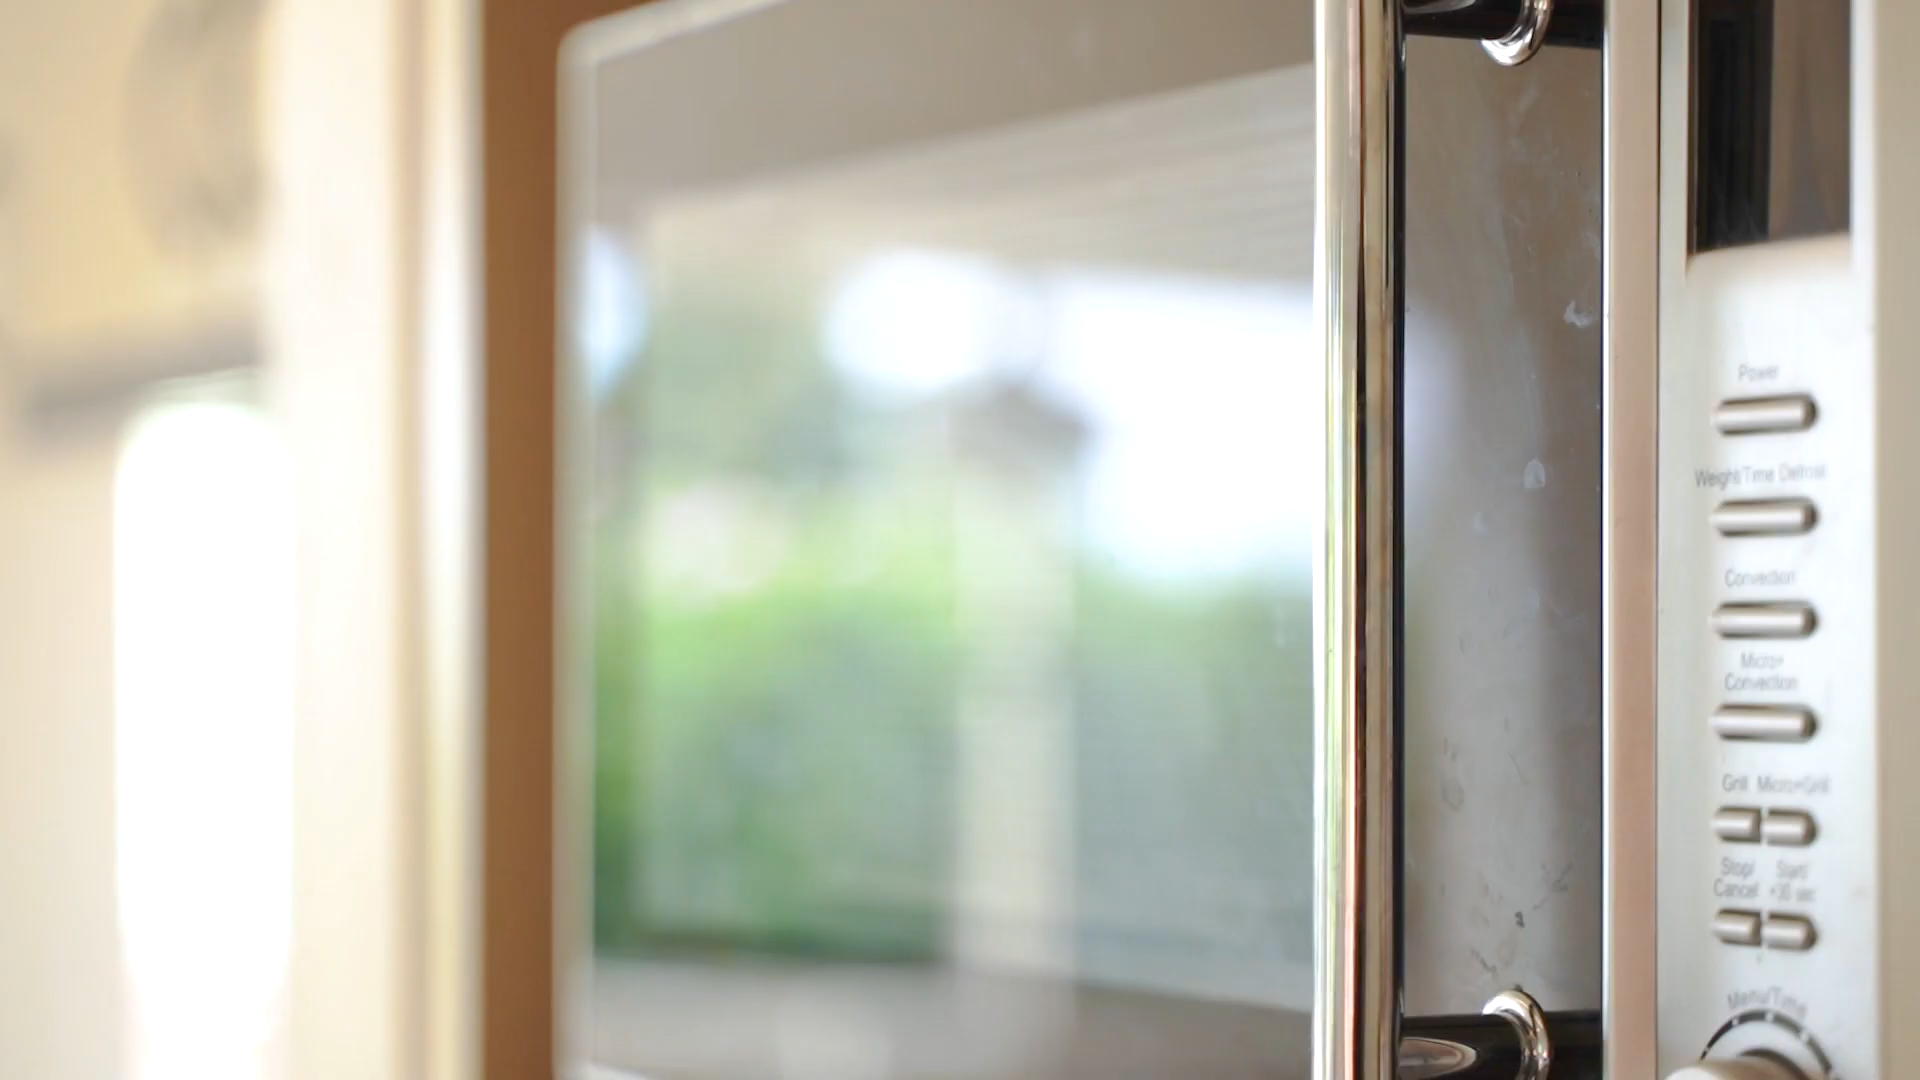 Power
Weight/Time Defrost
Convection
Micro+
Convection
Grill Micro+Grill
Stop/ Start/
Cancel +30 sec
Menu/Time